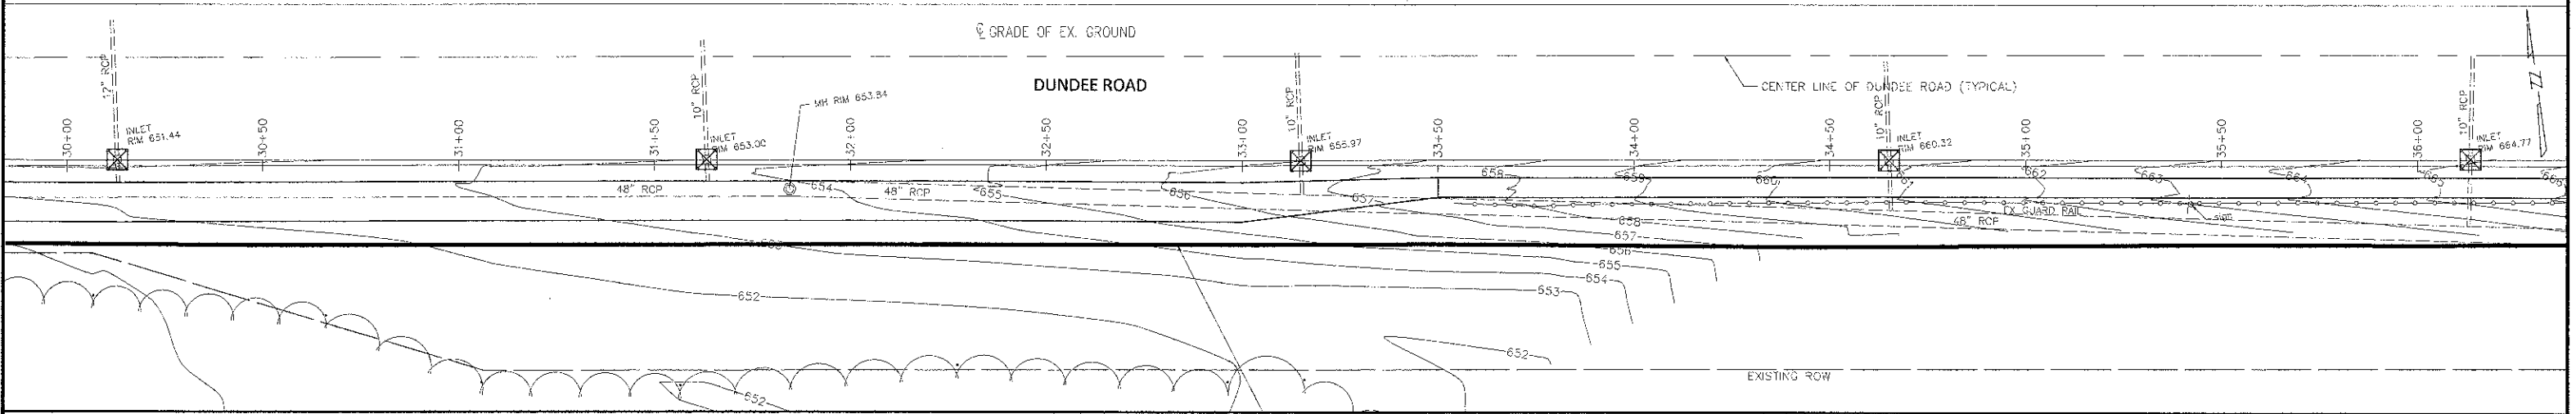 ℄ GRADE OF EX. GROUND
DUNDEE ROAD
CENTER LINE OF DUNDEE ROAD (TYPICAL)
12" RCP
10" RCP
10" RCP
10" RCP
10" RCP
MH RIM 653.84
INLET
RIM 651.44
INLET
RIM 653.00
INLET
RIM 655.97
INLET
RIM 660.32
INLET
RIM 664.77
30+00
30+50
31+00
31+50
32+00
32+50
33+00
33+50
34+00
34+50
35+00
35+50
36+00
48" RCP
654
48" RCP
655
656
657
658
659
660
661
662
663
664
665
666
EX GUARD RAIL
sign
48" RCP
658
657
656
655
654
653
652
652
652
EXISTING ROW
Z